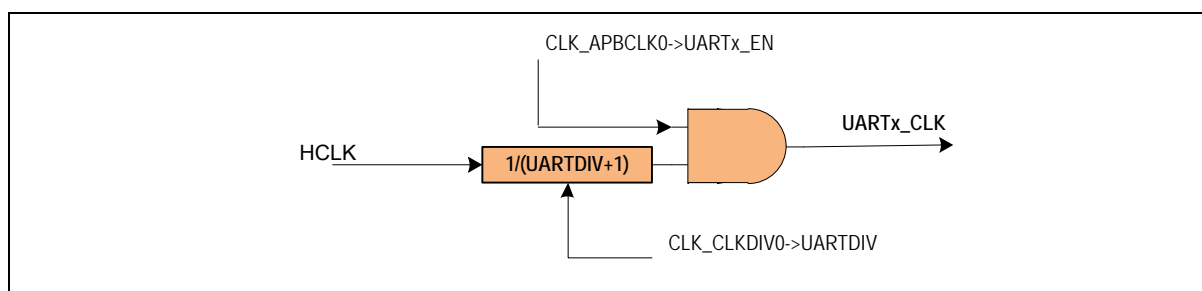 CLK_APBCLK0->UARTx_EN
UARTx_CLK
HCLK
1/(UARTDIV+1)
CLK_CLKDIV0->UARTDIV